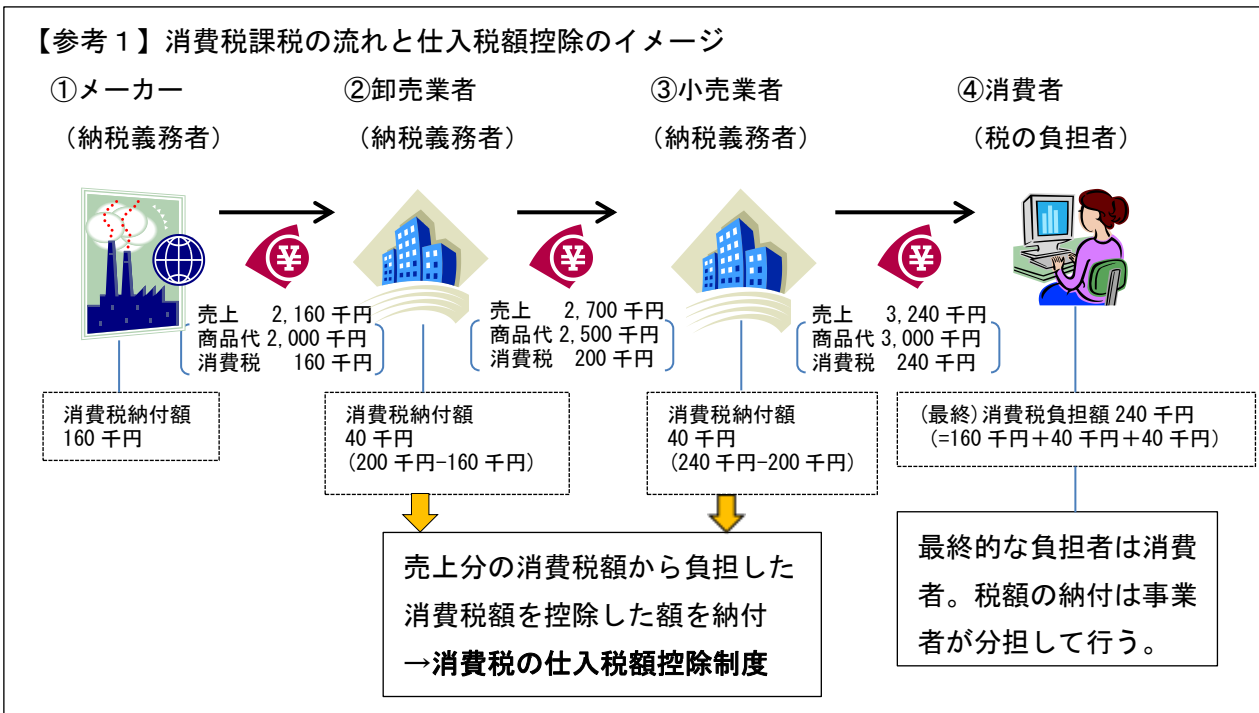 【参考１】消費税課税の流れと仕入税額控除のイメージ
①メーカー
（納税義務者）
②卸売業者
（納税義務者）
③小売業者
（納税義務者）
④消費者
（税の負担者）
¥
¥
¥
売上 2,160 千円
商品代 2,000 千円
消費税 160 千円
売上 2,700 千円
商品代 2,500 千円
消費税 200 千円
売上 3,240 千円
商品代 3,000 千円
消費税 240 千円
消費税納付額
160 千円
消費税納付額
40 千円
(200 千円−160 千円)
消費税納付額
40 千円
(240 千円−200 千円)
(最終)消費税負担額 240 千円
(=160 千円＋40 千円＋40 千円)
売上分の消費税額から負担した
消費税額を控除した額を納付
→消費税の仕入税額控除制度
最終的な負担者は消費
者。税額の納付は事業
者が分担して行う。